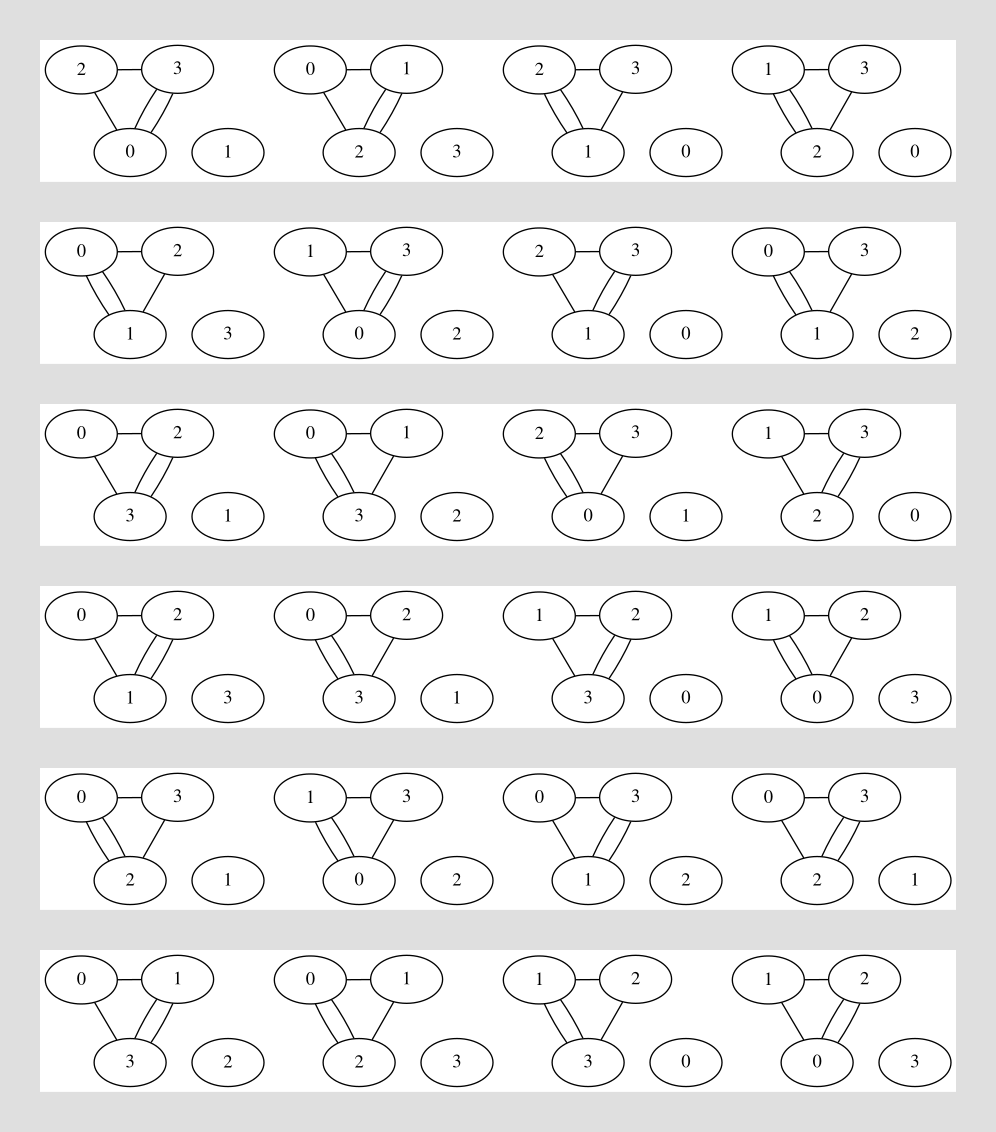 2 3 0 1 2 3 1 3
0 1 2 3 1 0 2 0
0 2 1 3 2 3 0 3
1 3 0 2 1 0 1 2
0 2 0 1 2 3 1 3
3 1 3 2 0 1 2 0
0 2 0 2 1 2 1 2
1 3 3 1 3 0 0 3
0 3 1 3 0 3 0 3
2 1 0 2 1 2 2 1
0 1 0 1 1 2 1 2
3 2 2 3 3 0 0 3